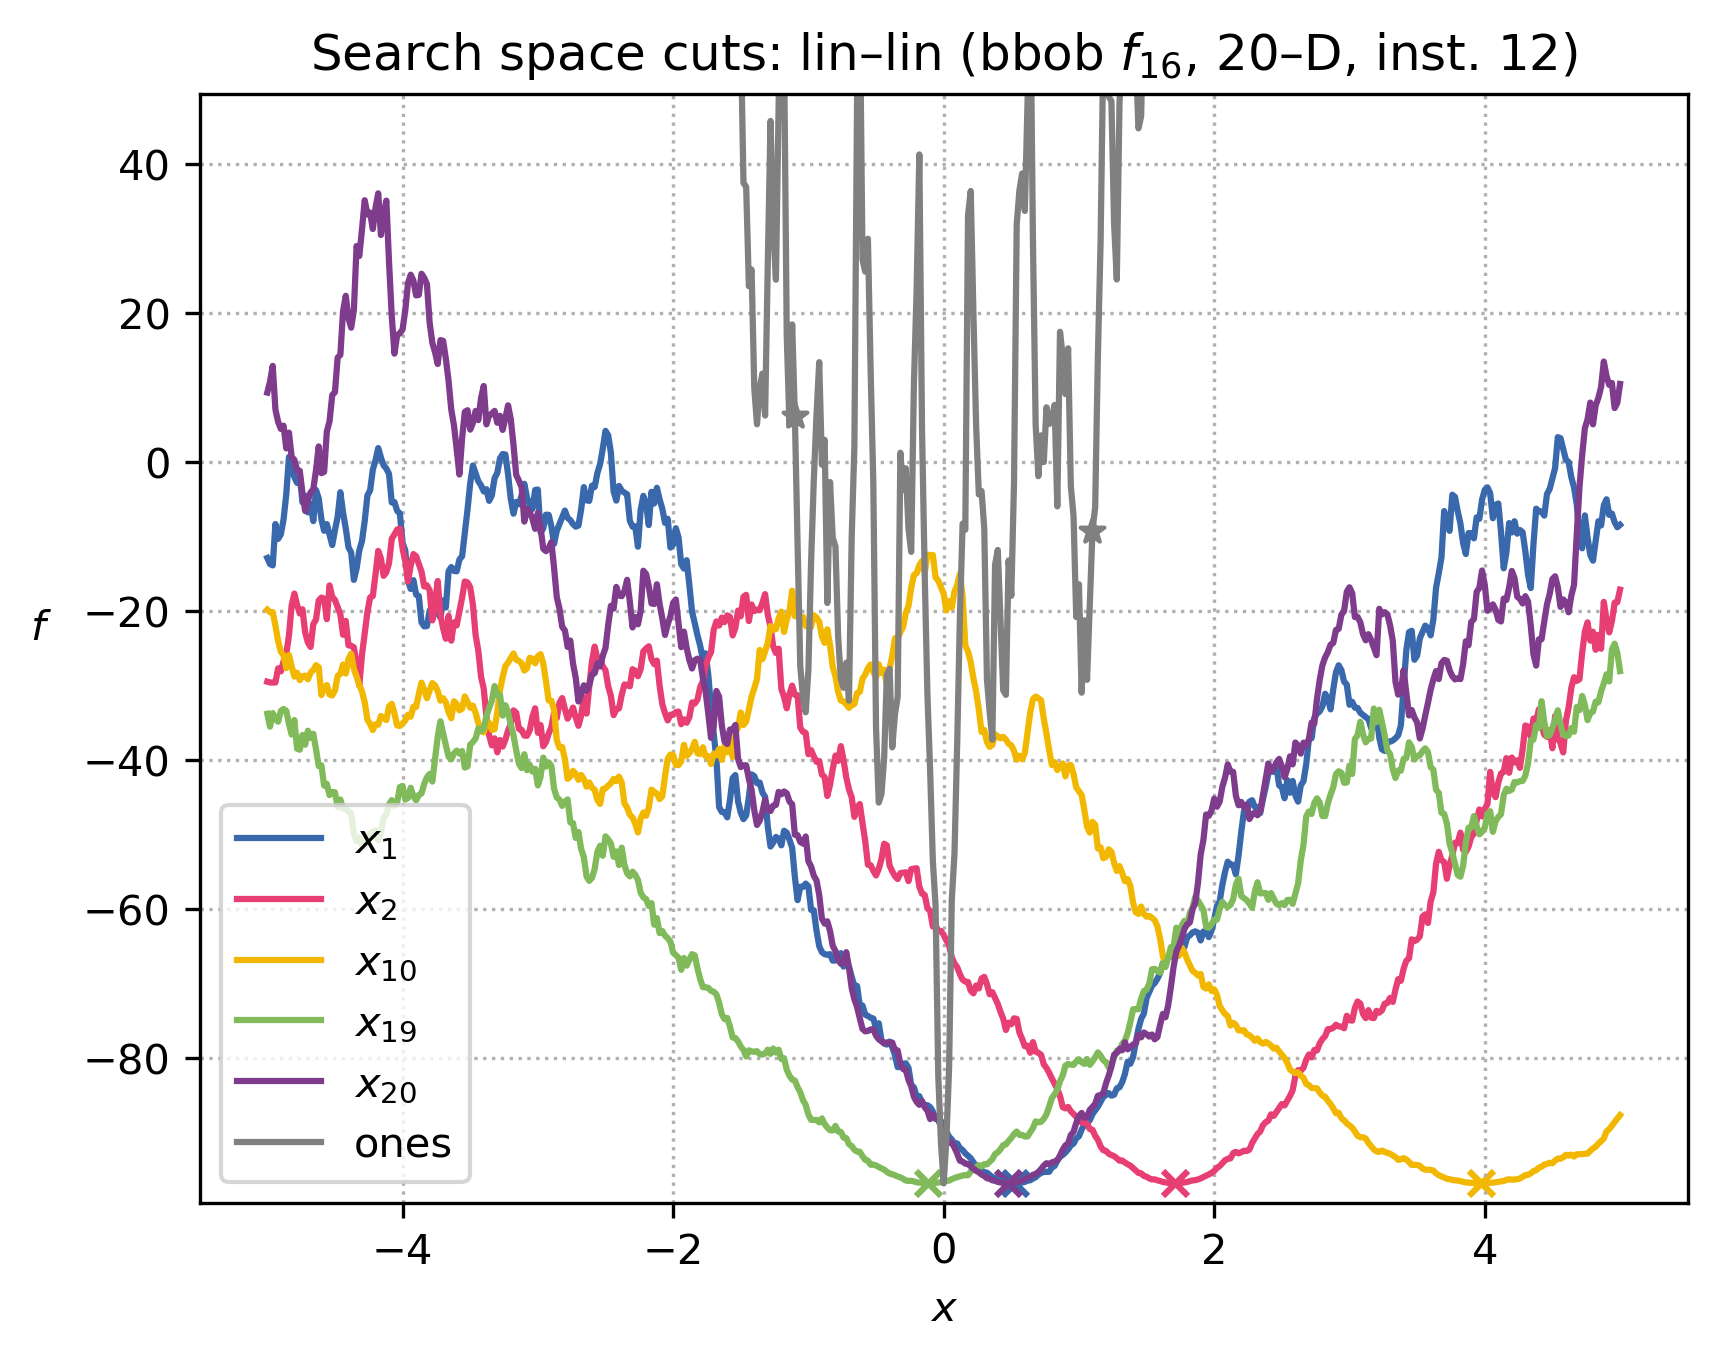 Search space cuts: lin–lin (bbob f₁₆, 20–D, inst. 12)
40
20
0
−20
−40
−60
−80
f
x₁
x₂
x₁₀
x₁₉
x₂₀
ones
−4
−2
0
2
4
x